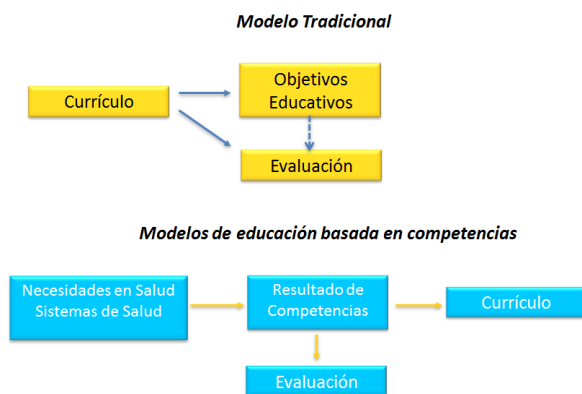 Modelo Tradicional
Currículo
Objetivos
Educativos
Evaluación
Modelos de educación basada en competencias
Necesidades en Salud
Sistemas de Salud
Resultado de
Competencias
Currículo
Evaluación